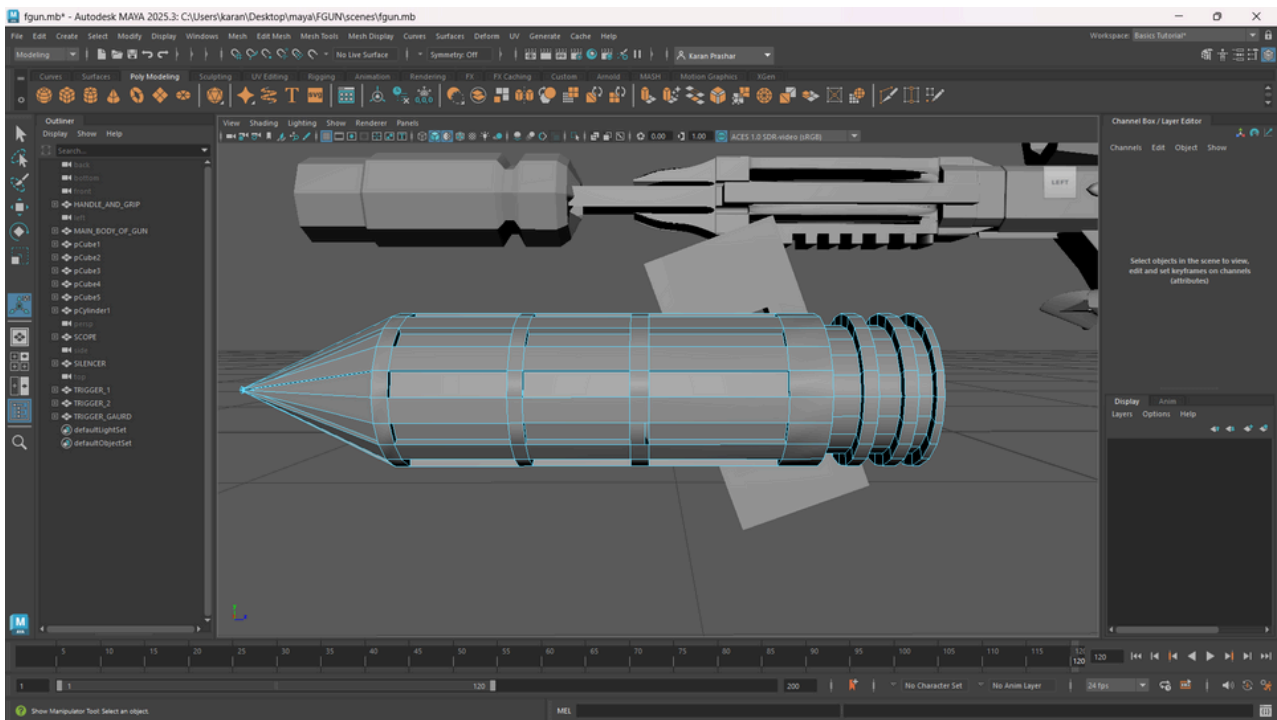 fgun.mb* - Autodesk MAYA 2025.3: C:\Users\karan\Desktop\maya\FGUN\scenes\fgun.mb
File Edit Create Select Modify Display Windows Mesh Edit Mesh Mesh Tools Mesh Display Curves Surfaces Deform UV Generate Cache Help
Workspace: Basics Tutorial*
Modeling No Live Surface Symmetry: Off Karan Prashar
Curves Surfaces Poly Modeling Sculpting UV Editing Rigging Animation Rendering FX FX Caching Custom Arnold MASH Motion Graphics XGen
Outliner
Display Show Help
Search...
back
bottom
front
HANDLE_AND_GRIP
left
MAIN_BODY_OF_GUN
pCube1
pCube2
pCube3
pCube4
pCube5
pCylinder1
persp
SCOPE
side
SILENCER
top
TRIGGER_1
TRIGGER_2
TRIGGER_GAURD
defaultLightSet
defaultObjectSet
View Shading Lighting Show Renderer Panels
0.00 1.00 ACES 1.0 SDR-video (sRGB)
LEFT
y
x
Channel Box / Layer Editor
Channels Edit Object Show
Select objects in the scene to view,
edit and set keyframes on channels
(attributes)
Display Anim
Layers Options Help
5 10 15 20 25 30 35 40 45 50 55 60 65 70 75 80 85 90 95 100 105 110 115 120
120
120
1 1 120 200 No Character Set No Anim Layer 24 fps
Show Manipulator Tool: Select an object.
MEL